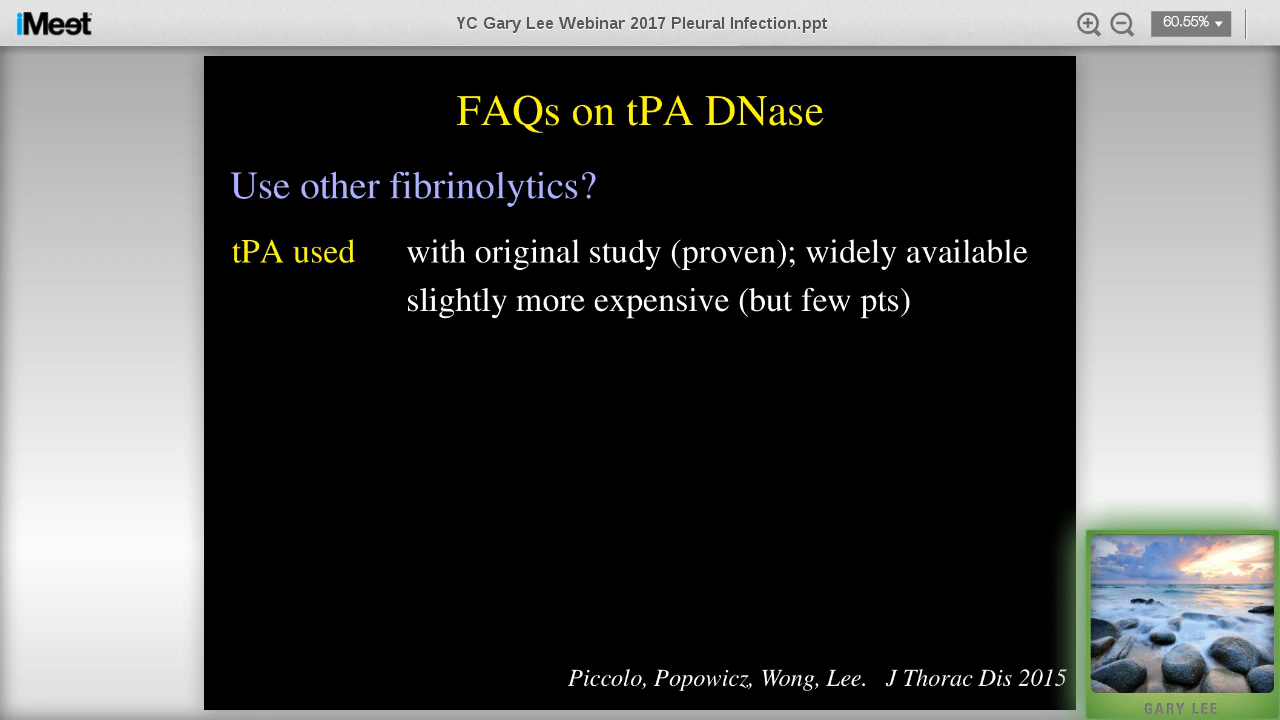 iMeet
YC Gary Lee Webinar 2017 Pleural Infection.ppt
60.55%
FAQs on tPA DNase
Use other fibrinolytics?
tPA used with original study (proven); widely available
slightly more expensive (but few pts)
Piccolo, Popowicz, Wong, Lee. J Thorac Dis 2015
GARY LEE